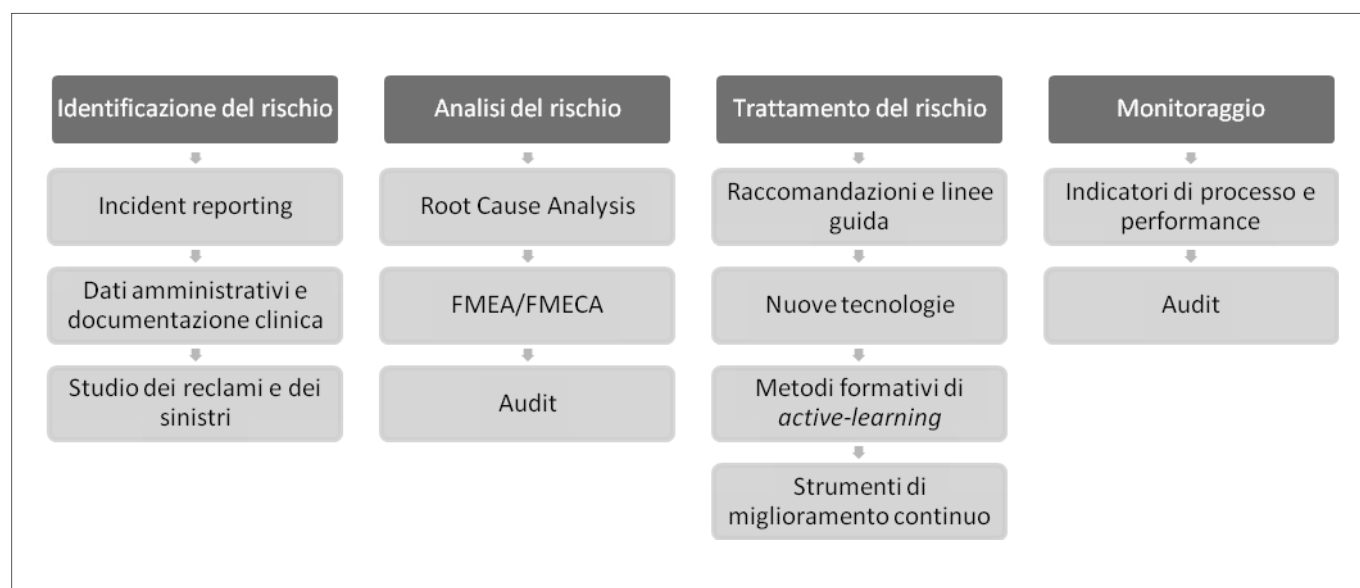 Identificazione del rischio
Incident reporting
Dati amministrativi e
documentazione clinica
Studio dei reclami e dei
sinistri
Analisi del rischio
Root Cause Analysis
FMEA/FMECA
Audit
Trattamento del rischio
Raccomandazioni e linee
guida
Nuove tecnologie
Metodi formativi di
active-learning
Strumenti di
miglioramento continuo
Monitoraggio
Indicatori di processo e
performance
Audit